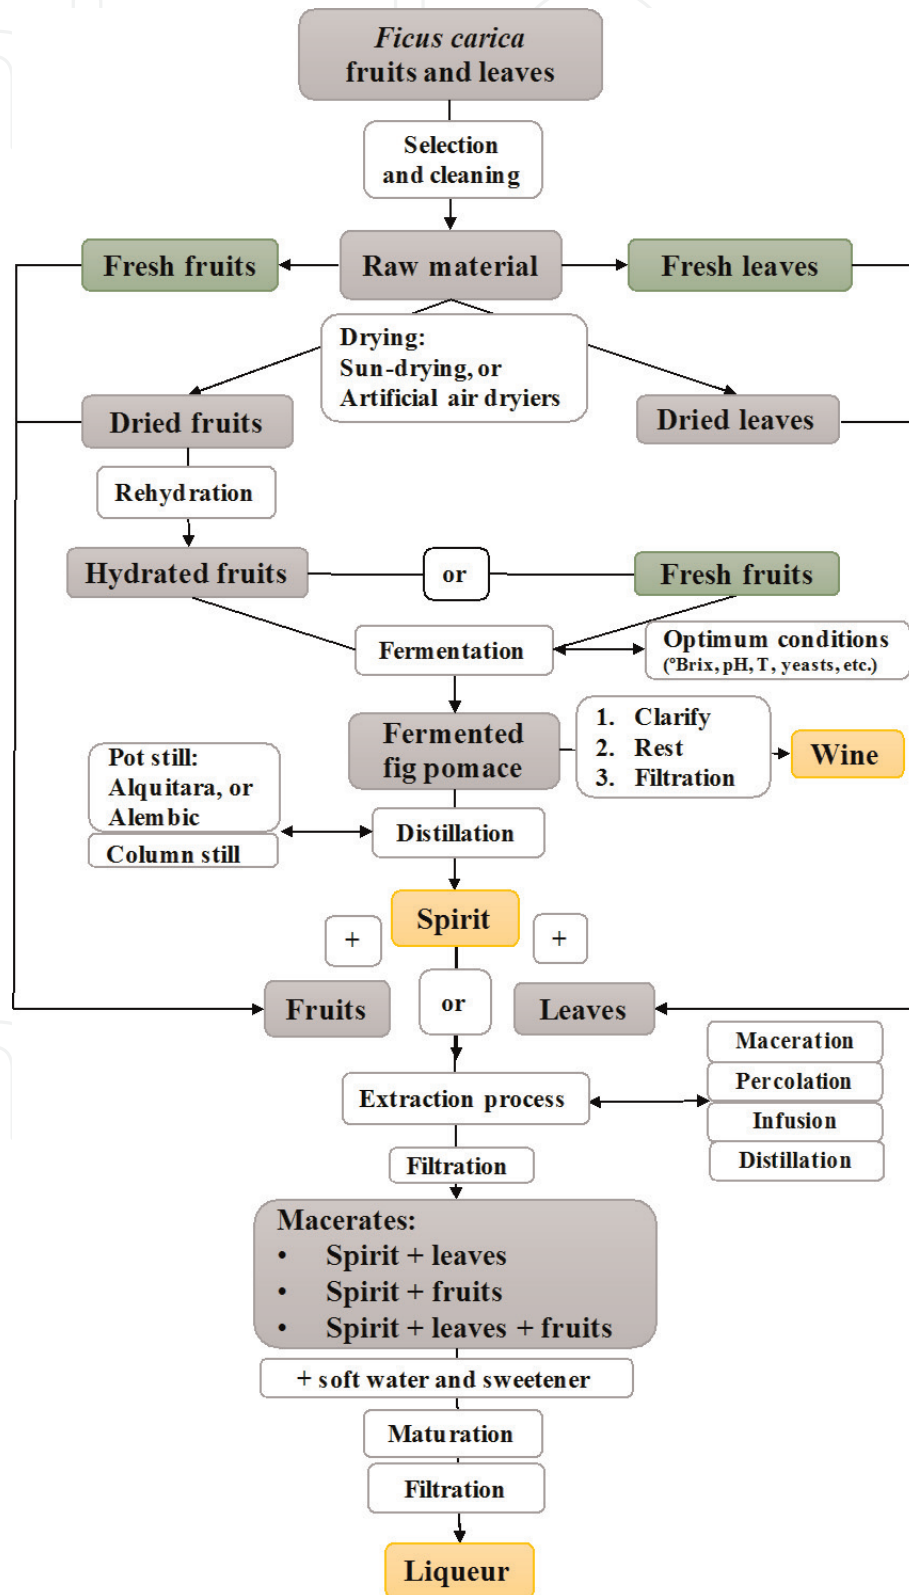 Ficus carica
fruits and leaves
Selection
and cleaning
Fresh fruits
Raw material
Fresh leaves
Drying:
Sun-drying, or
Artificial air dryiers
Dried fruits
Dried leaves
Rehydration
Hydrated fruits
or
Fresh fruits
Fermentation
Optimum conditions
(°Brix, pH, T, yeasts, etc.)
Fermented
fig pomace
1. Clarify
2. Rest
3. Filtration
Wine
Pot still:
Alquitara, or
Alembic
Column still
Distillation
Spirit
+
+
Fruits
or
Leaves
Extraction process
Maceration
Percolation
Infusion
Distillation
Filtration
Macerates:
• Spirit + leaves
• Spirit + fruits
• Spirit + leaves + fruits
+ soft water and sweetener
Maturation
Filtration
Liqueur